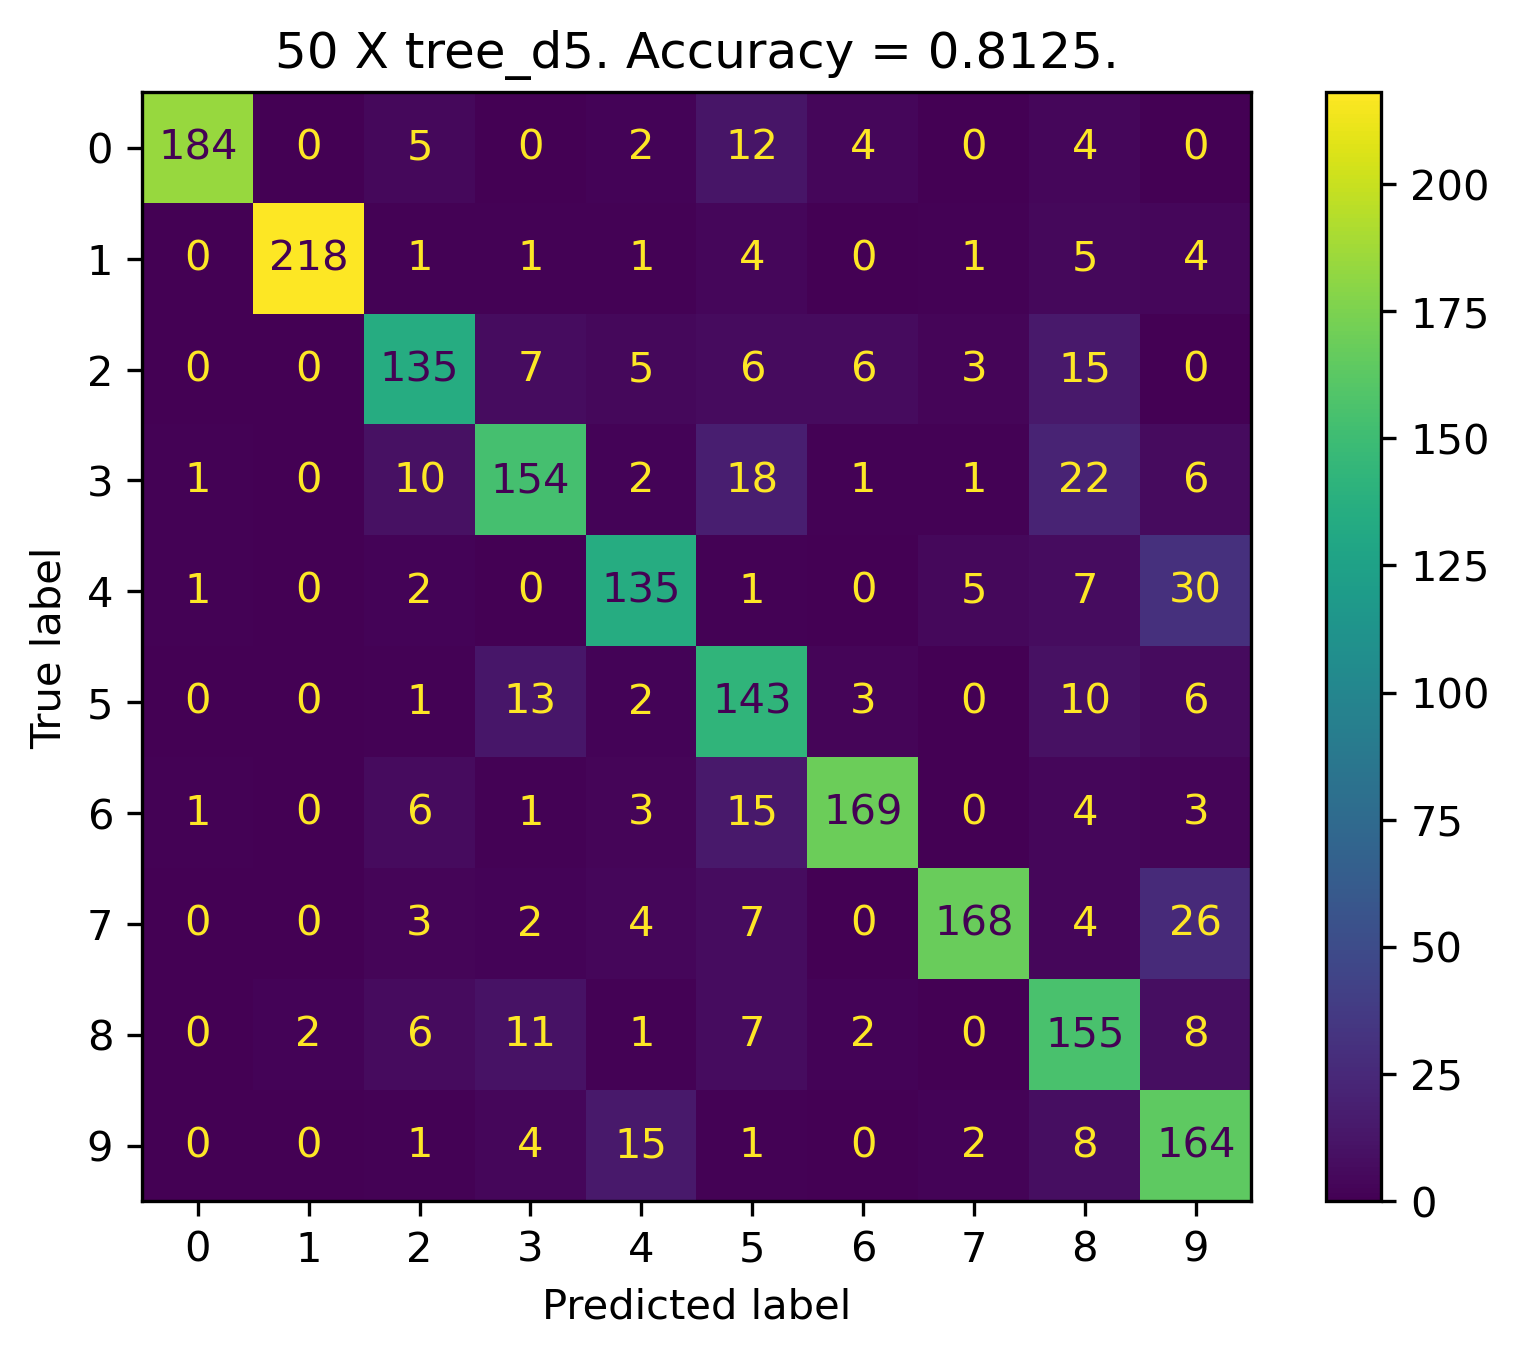 50 X tree_d5. Accuracy = 0.8125.
0 184 0 5 0 2 12 4 0 4 0
1 0 218 1 1 1 4 0 1 5 4
2 0 0 135 7 5 6 6 3 15 0
3 1 0 10 154 2 18 1 1 22 6
4 1 0 2 0 135 1 0 5 7 30
5 0 0 1 13 2 143 3 0 10 6
6 1 0 6 1 3 15 169 0 4 3
7 0 0 3 2 4 7 0 168 4 26
8 0 2 6 11 1 7 2 0 155 8
9 0 0 1 4 15 1 0 2 8 164
0 1 2 3 4 5 6 7 8 9
Predicted label
True label
200
175
150
125
100
75
50
25
0